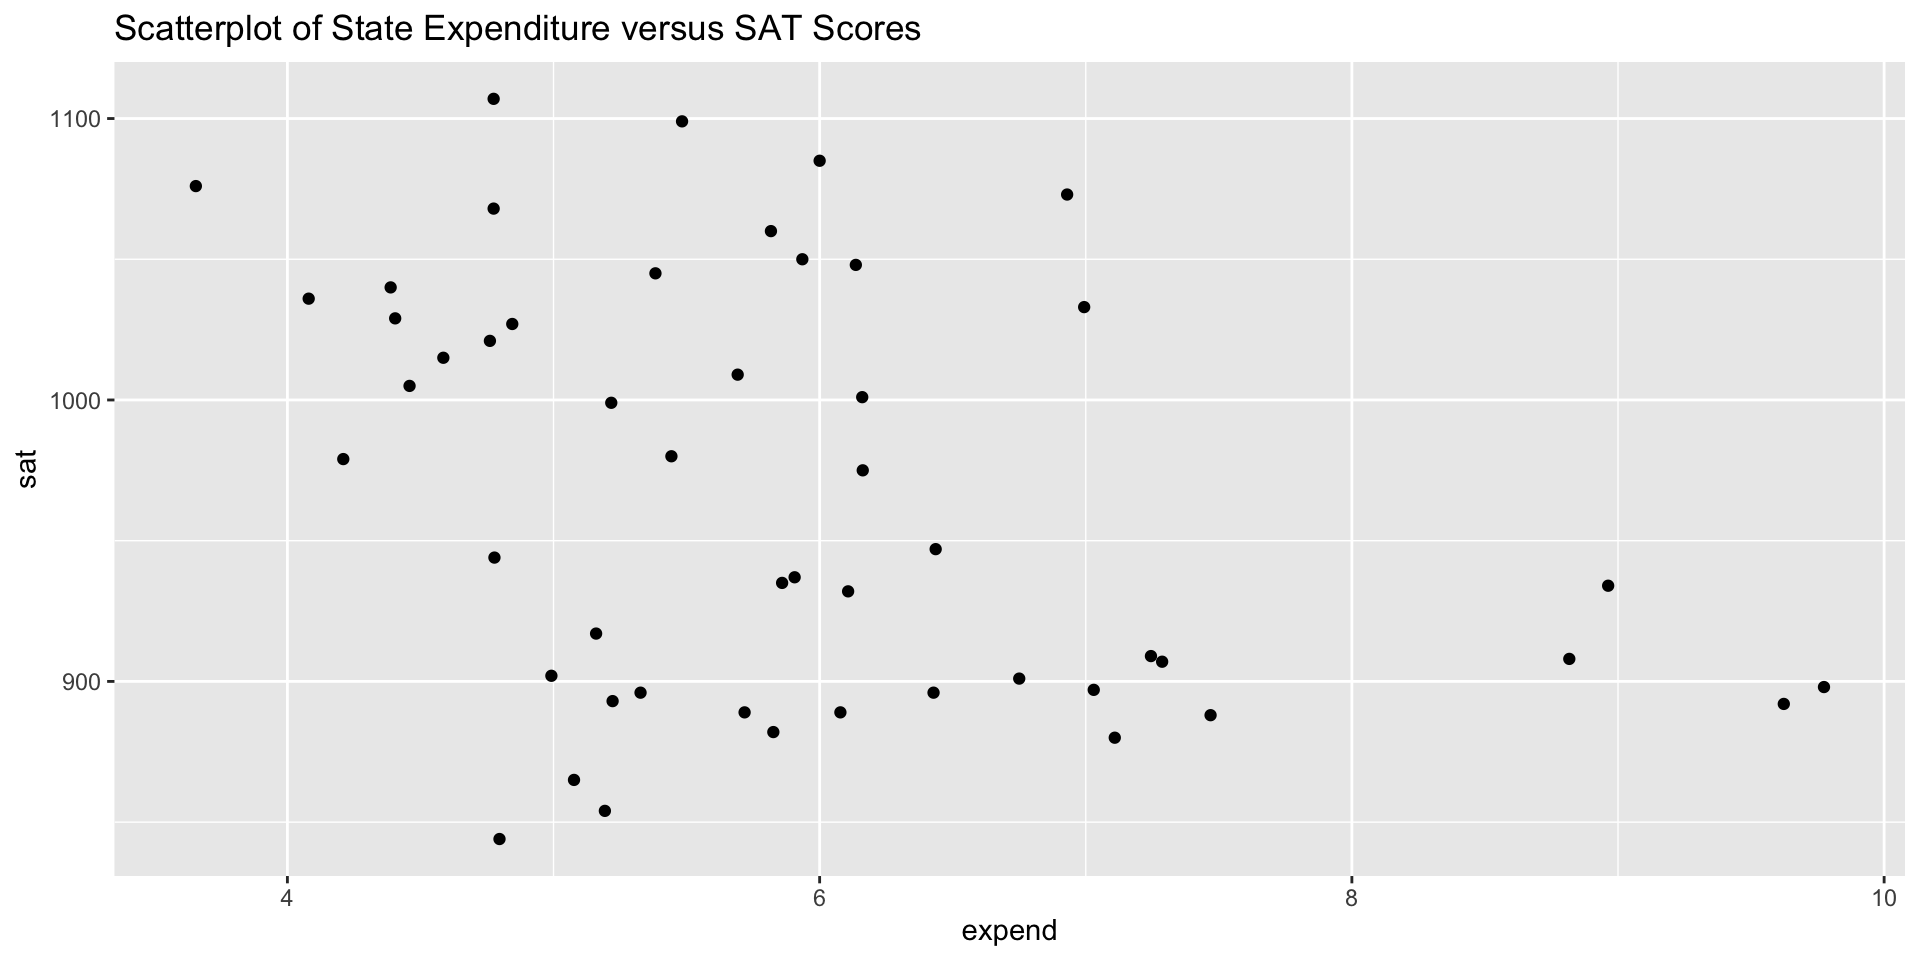 Scatterplot of State Expenditure versus SAT Scores
1100
1000
900
sat
4 6 8 10
expend